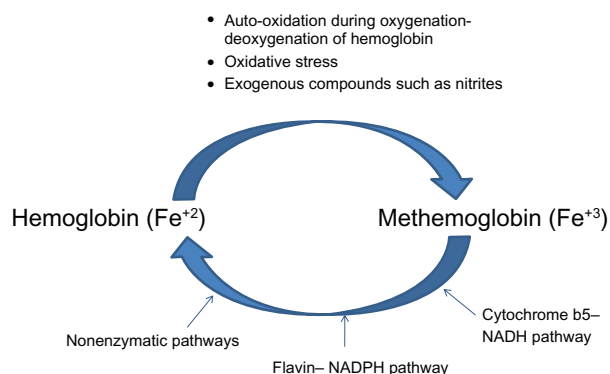 • Auto-oxidation during oxygenation-
deoxygenation of hemoglobin
• Oxidative stress
• Exogenous compounds such as nitrites
Hemoglobin (Fe⁺²)
Methemoglobin (Fe⁺³)
Cytochrome b5–
NADH pathway
Nonenzymatic pathways
Flavin– NADPH pathway